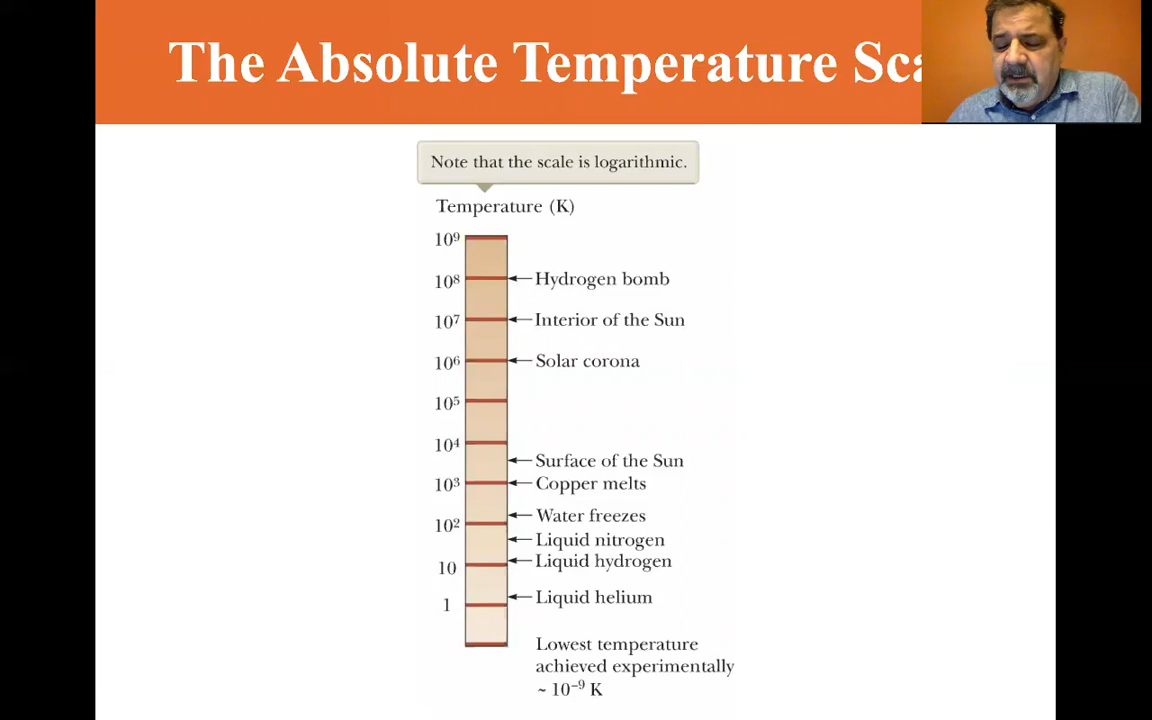 The Absolute Temperature
Note that the scale is logarithmic.
Temperature (K)
10⁹
10⁸ Hydrogen bomb
10⁷ Interior of the Sun
10⁶ Solar corona
10⁵
10⁴
Surface of the Sun
10³ Copper melts
Water freezes
10²
Liquid nitrogen
Liquid hydrogen
10
Liquid helium
1
Lowest temperature
achieved experimentally
~ 10⁻⁹ K